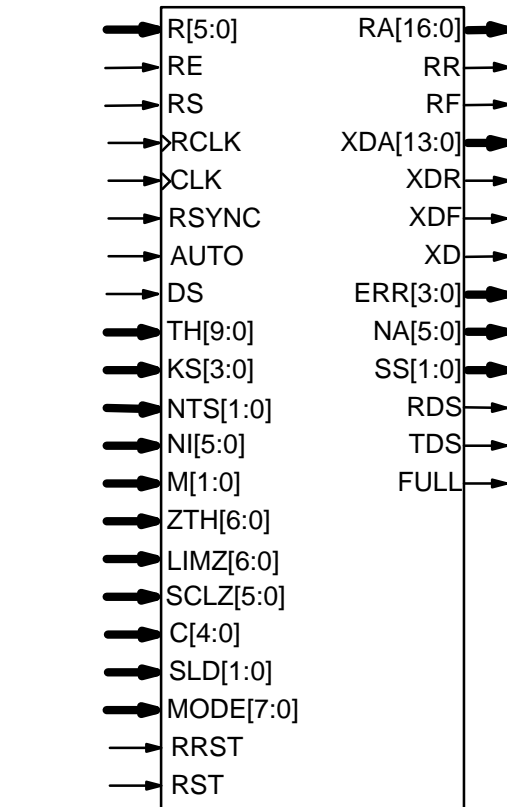 R[5:0] RA[16:0]
RE RR
RS RF
RCLK XDA[13:0]
CLK XDR
RSYNC XDF
AUTO XD
DS ERR[3:0]
TH[9:0] NA[5:0]
KS[3:0] SS[1:0]
NTS[1:0] RDS
NI[5:0] TDS
M[1:0] FULL
ZTH[6:0]
LIMZ[6:0]
SCLZ[5:0]
C[4:0]
SLD[1:0]
MODE[7:0]
RRST
RST